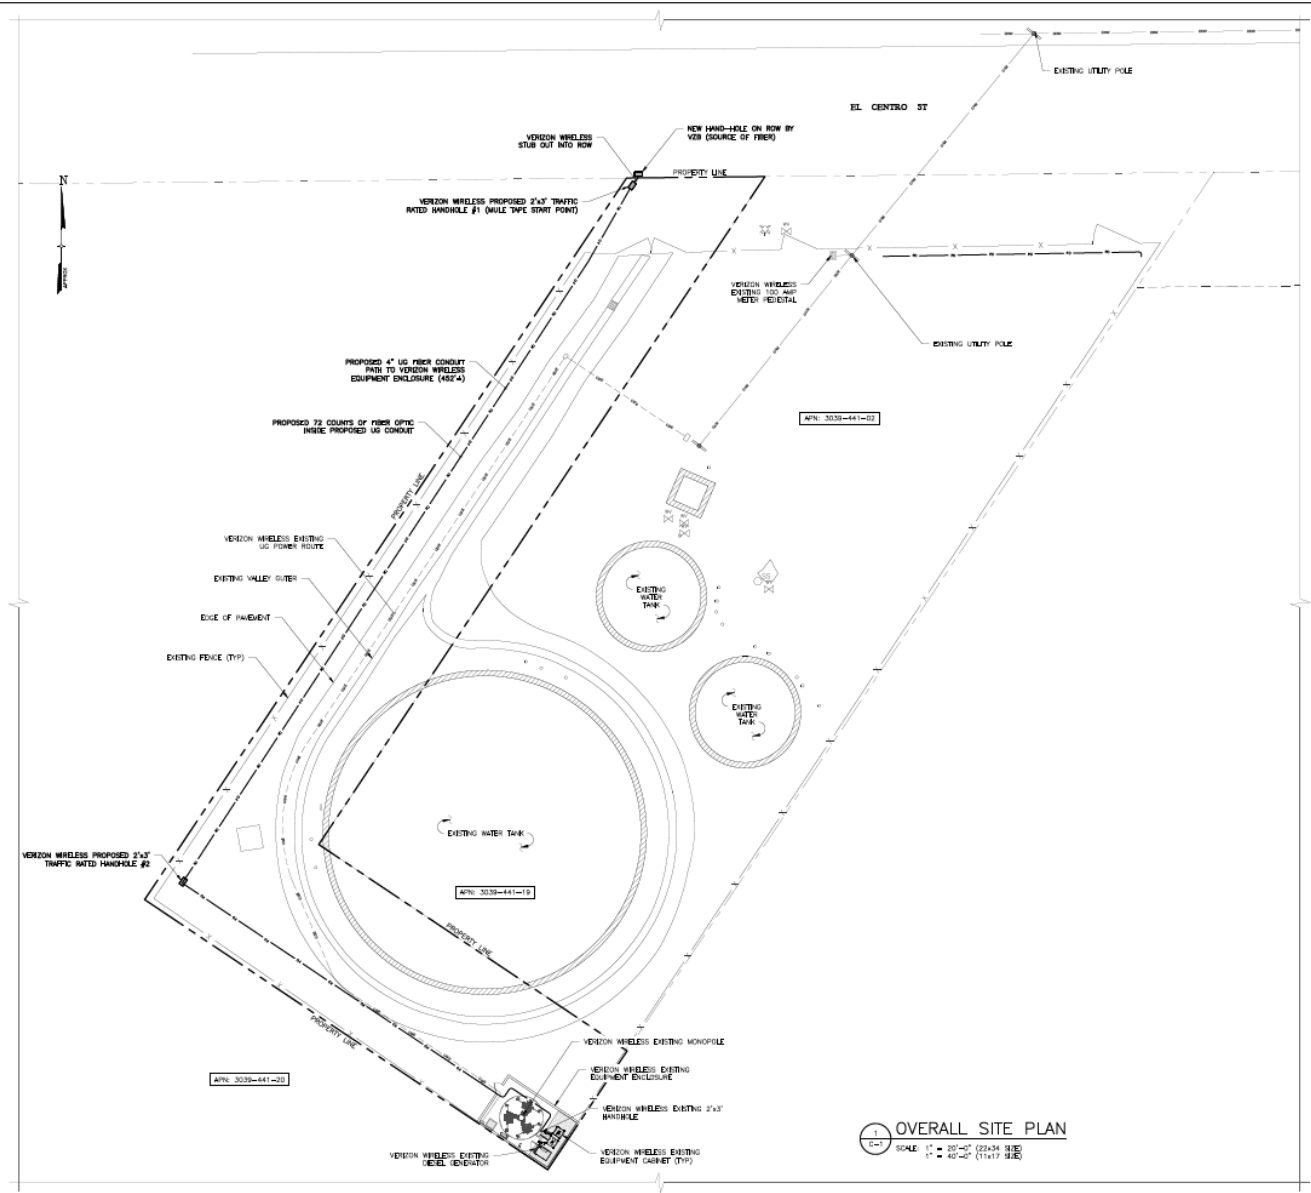 EXISTING UTILITY POLE
EL CENTRO ST
NEW HAND-HOLE ON ROW BY
VZB (SOURCE OF FIBER)
VERIZON WIRELESS
STUB OUT INTO ROW
PROPERTY LINE
N
APPROX
VERIZON WIRELESS PROPOSED 2'x3' TRAFFIC
RATED HANDHOLE #1 (MULE TAPE START POINT)
VERIZON WIRELESS
EXISTING 100 AMP
METER PEDESTAL
EXISTING UTILITY POLE
PROPOSED 4" UG FIBER CONDUIT
PATH TO VERIZON WIRELESS
EQUIPMENT ENCLOSURE (482'±)
APN: 3039-441-02
PROPOSED 72 COUNTS OF FIBER OPTIC
INSIDE PROPOSED UG CONDUIT
PROPERTY LINE
VERIZON WIRELESS EXISTING
UG POWER ROUTE
EXISTING VALLEY GUTER
EXISTING
WATER
TANK
EDGE OF PAVEMENT
EXISTING FENCE (TYP)
EXISTING
WATER
TANK
EXISTING WATER TANK
VERIZON WIRELESS PROPOSED 2'x3'
TRAFFIC RATED HANDHOLE #2
APN: 3039-441-19
PROPERTY LINE
PROPERTY LINE
VERIZON WIRELESS EXISTING MONOPOLE
APN: 3039-441-20
VERIZON WIRELESS EXISTING
EQUIPMENT ENCLOSURE
VERIZON WIRELESS EXISTING 2'x3'
HANDHOLE
VERIZON WIRELESS EXISTING
DIESEL GENERATOR
VERIZON WIRELESS EXISTING
EQUIPMENT CABINET (TYP)
1
C-1
OVERALL SITE PLAN
SCALE: 1" = 20'-0" (22x34 SIZE)
1" = 40'-0" (11x17 SIZE)